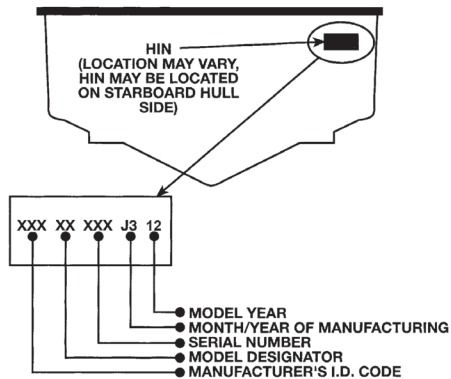 HIN
(LOCATION MAY VARY,
HIN MAY BE LOCATED
ON STARBOARD HULL
SIDE)
XXX XX XXX J3 12
MODEL YEAR
MONTH/YEAR OF MANUFACTURING
SERIAL NUMBER
MODEL DESIGNATOR
MANUFACTURER'S I.D. CODE